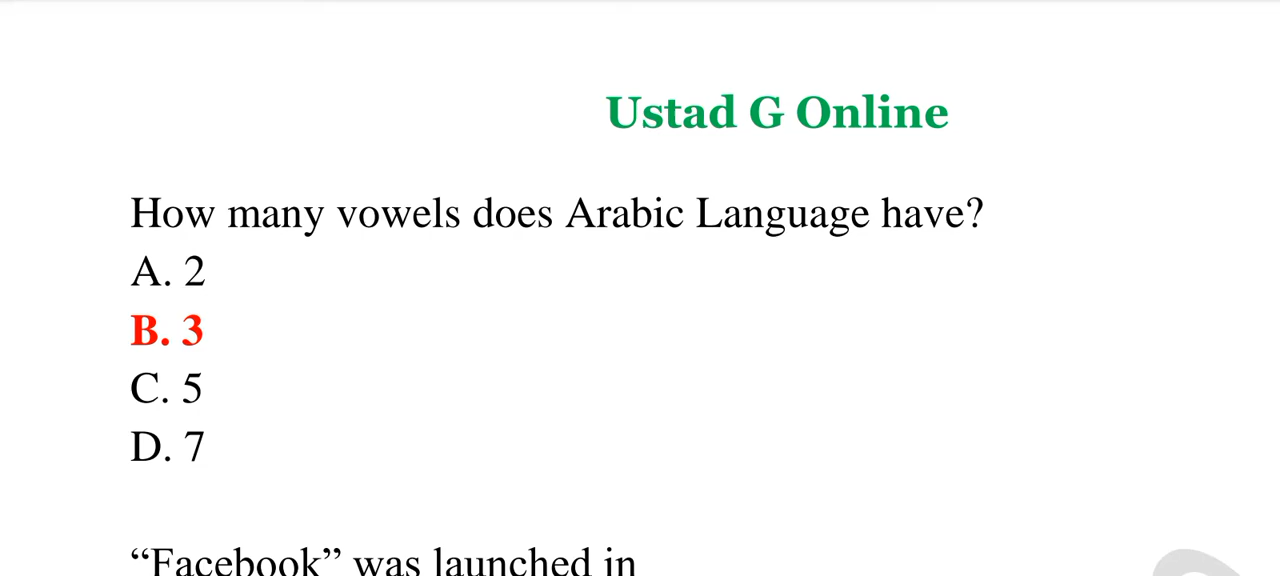 Ustad G Online
How many vowels does Arabic Language have?
A. 2
B. 3
C. 5
D. 7
“Facebook” was launched in